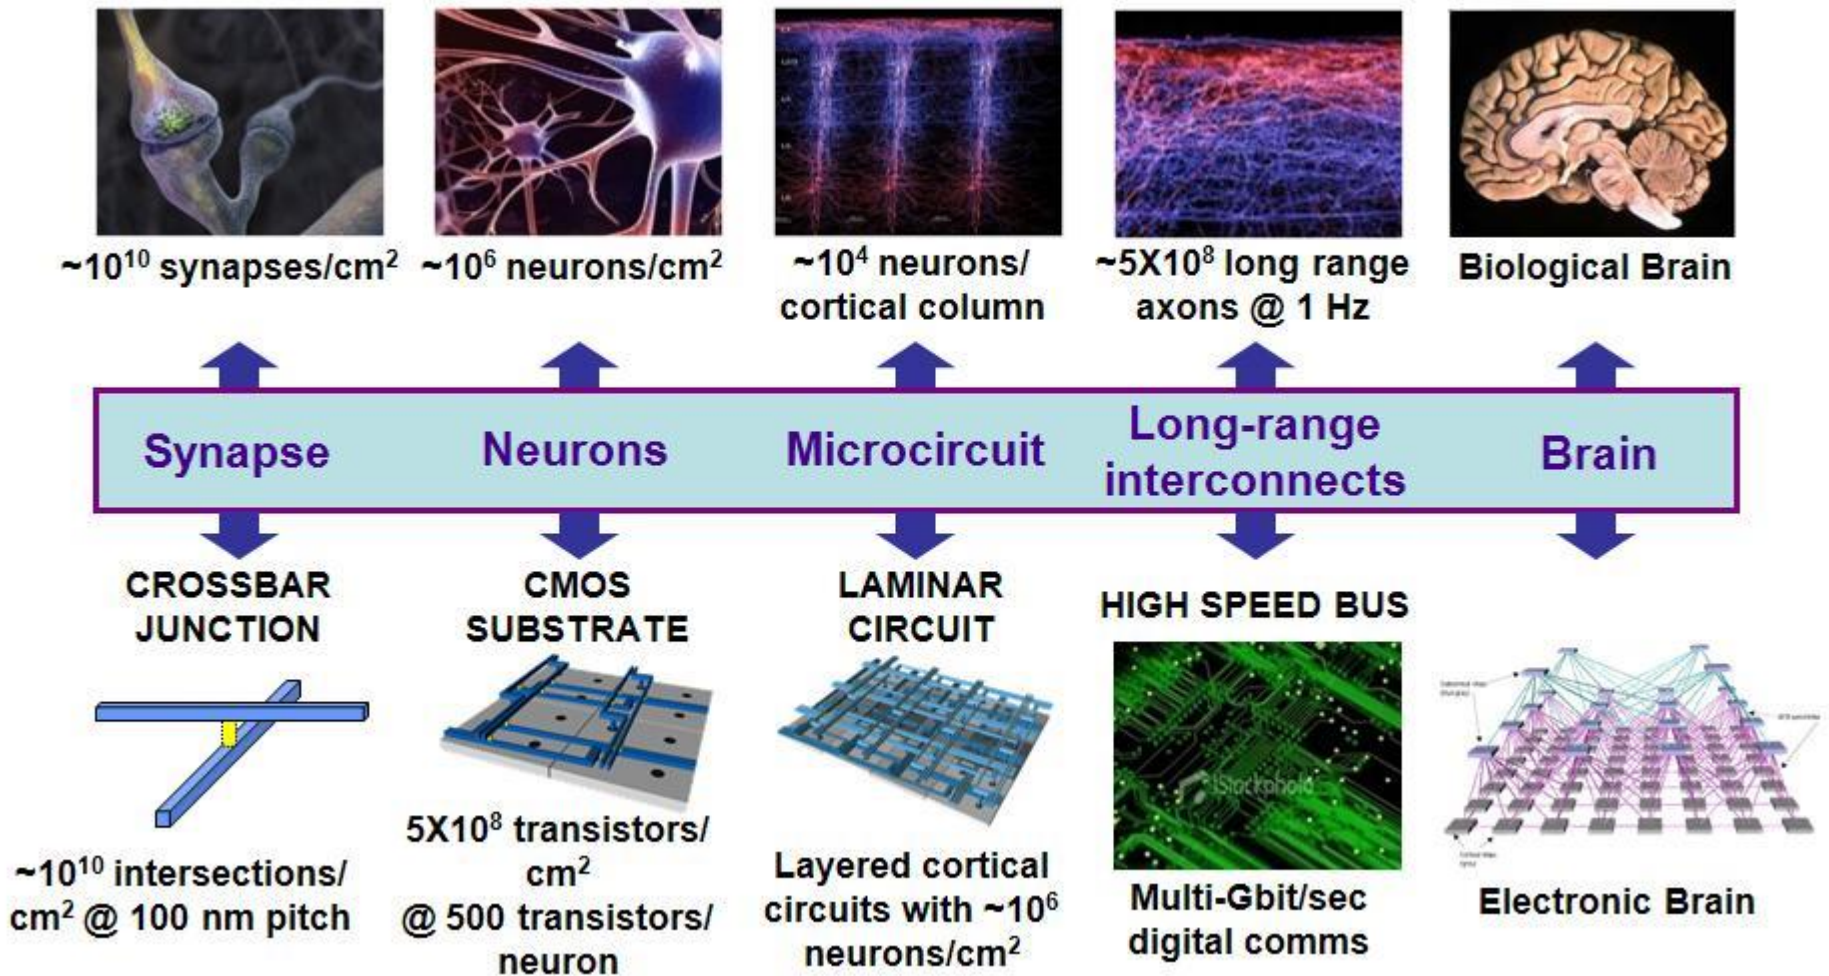 ~10¹⁰ synapses/cm²
~10⁶ neurons/cm²
~10⁴ neurons/
cortical column
~5X10⁸ long range
axons @ 1 Hz
Biological Brain
Synapse
Neurons
Microcircuit
Long-range
interconnects
Brain
CROSSBAR
JUNCTION
CMOS
SUBSTRATE
LAMINAR
CIRCUIT
HIGH SPEED BUS
iStockphoto
~10¹⁰ intersections/
cm² @ 100 nm pitch
5X10⁸ transistors/
cm²
@ 500 transistors/
neuron
Layered cortical
circuits with ~10⁶
neurons/cm²
Multi-Gbit/sec
digital comms
Electronic Brain